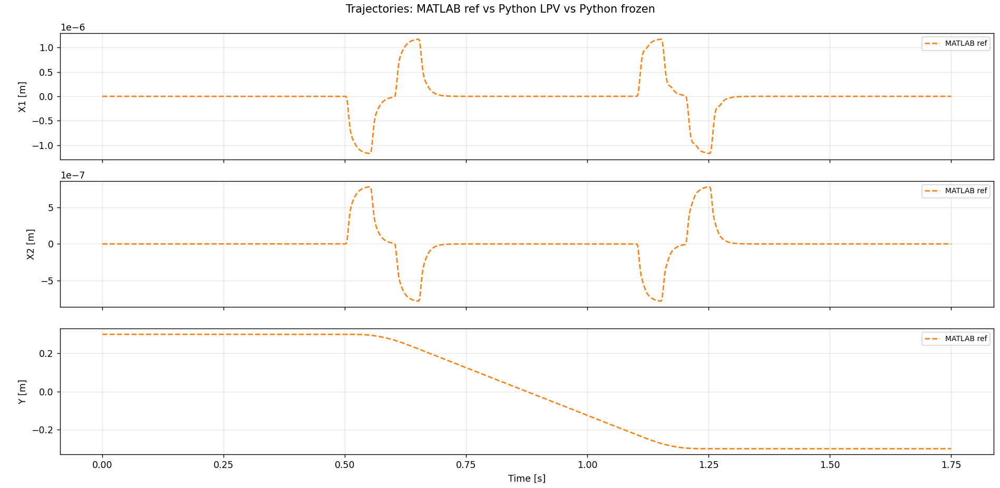 Trajectories: MATLAB ref vs Python LPV vs Python frozen
1e−6
MATLAB ref
1.0
0.5
0.0
−0.5
−1.0
X1 [m]
1e−7
MATLAB ref
5
0
−5
X2 [m]
MATLAB ref
0.2
0.0
−0.2
Y [m]
0.00 0.25 0.50 0.75 1.00 1.25 1.50 1.75
Time [s]